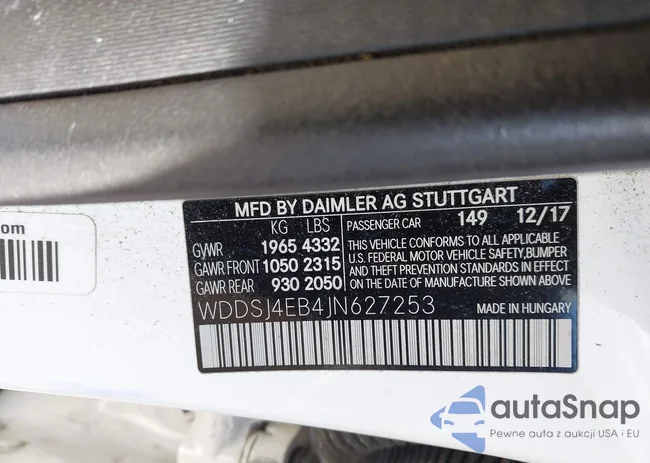 om
MFD BY DAIMLER AG STUTTGART
KG LBS PASSENGER CAR 149 12/17
GVWR 1965 4332
GAWR FRONT 1050 2315
GAWR REAR 930 2050
THIS VEHICLE CONFORMS TO ALL APPLICABLE
U.S. FEDERAL MOTOR VEHICLE SAFETY,BUMPER
AND THEFT PREVENTION STANDARDS IN EFFECT
ON THE DATE OF MANUFACTURE SHOWN ABOVE.
WDDSJ4EB4JN627253 MADE IN HUNGARY
autaSnap
Pewne auta z aukcji USA i EU